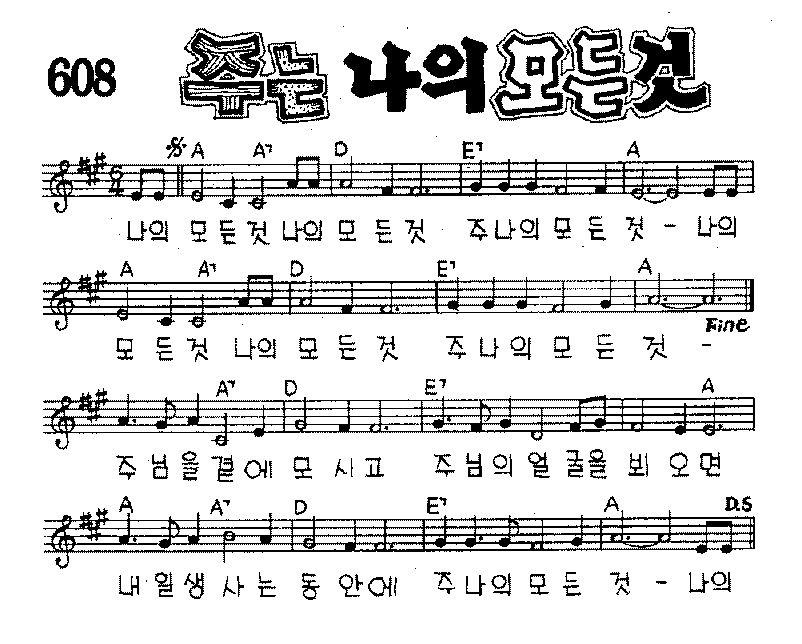 608 주는 나의 모든것
A A7 D E7 A
나의 모든것 나의 모든것 주나의 모든 것 - 나의
A A7 D E7 A
모든것 나의 모든것 주나의 모든 것 -
Fine
A7 D E7 A
주님을곁에 모시고 주님의 얼굴을 뵈오면
A A7 D E7 A D.S
내일생 사는 동안에 주나의 모든 것 - 나의